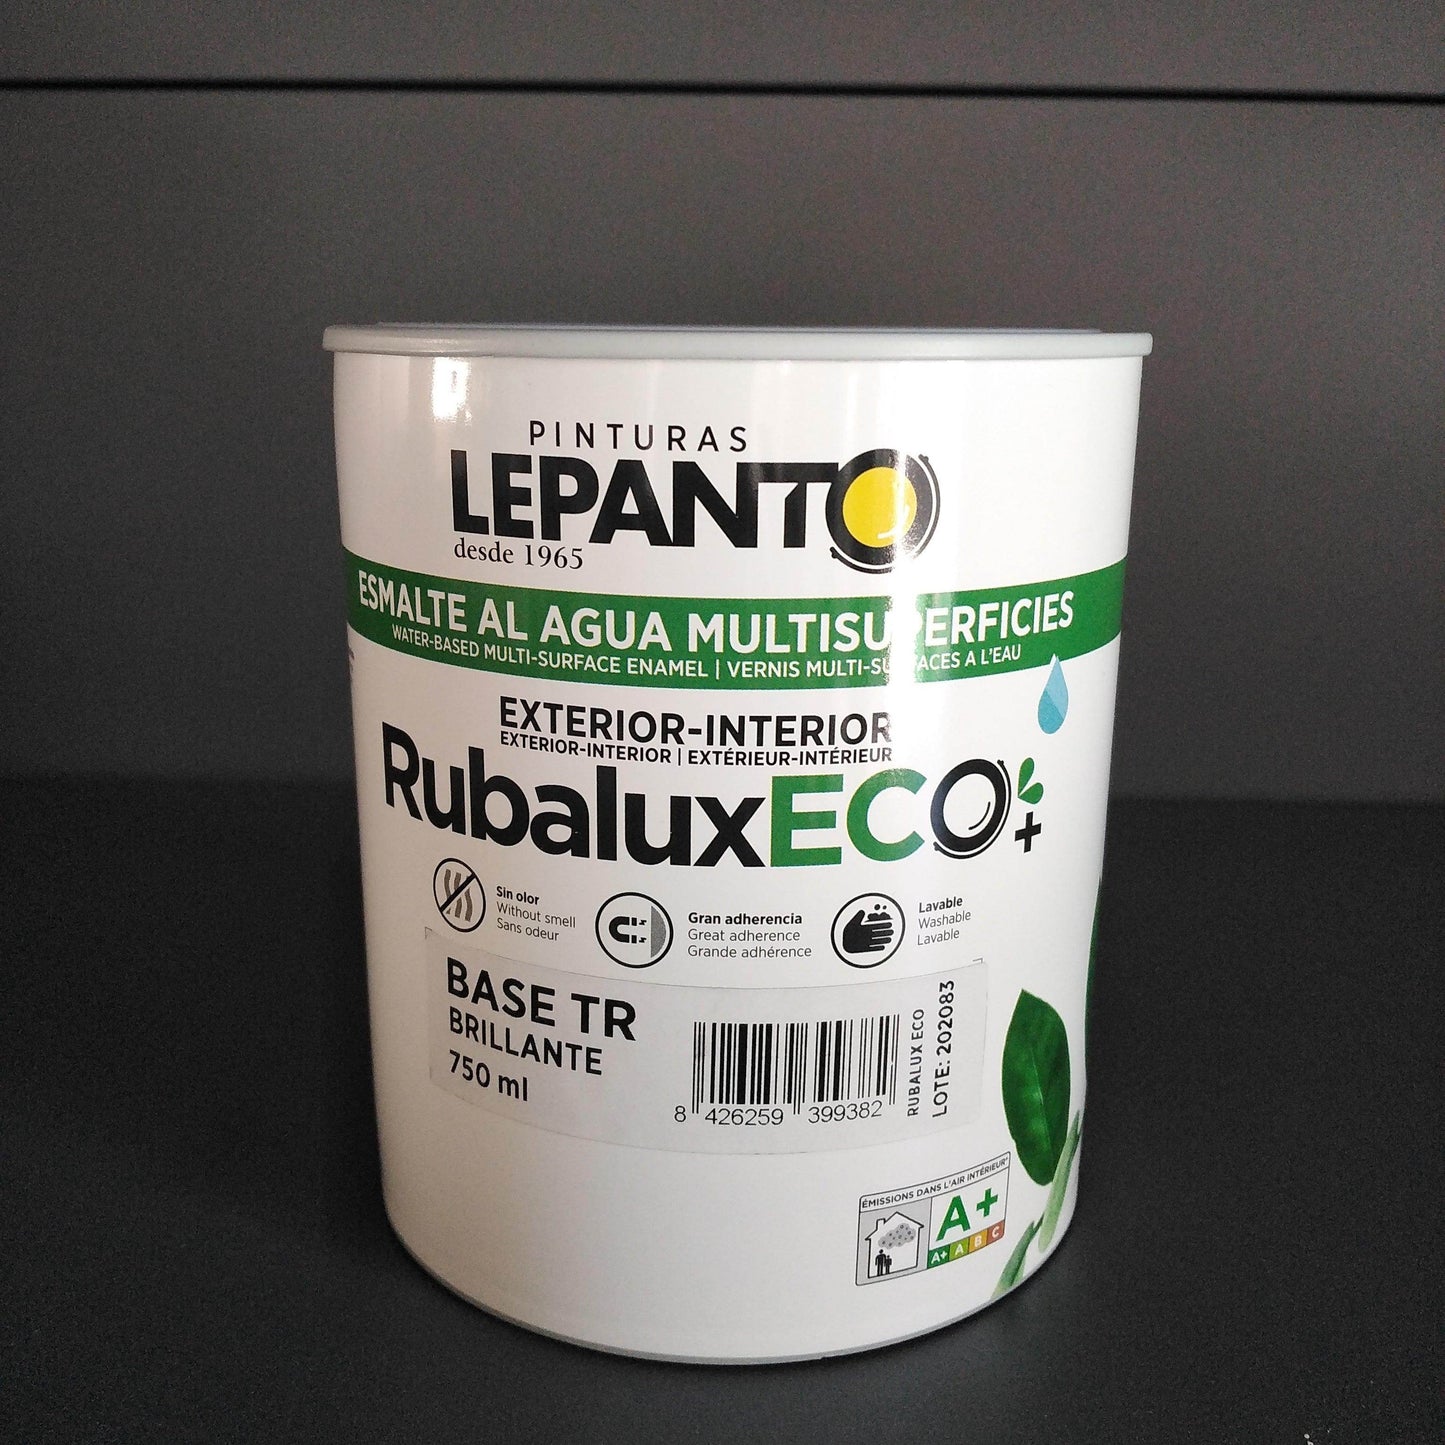 PINTURAS
LEPANTO
desde 1965
ESMALTE AL AGUA MULTISUPERFICIES
WATER-BASED MULTI-SURFACE ENAMEL | VERNIS MULTI-SURFACES A L'EAU
EXTERIOR-INTERIOR
EXTERIOR-INTERIOR | EXTÉRIEUR-INTÉRIEUR
RubaluxECO+
Sin olor
Without smell
Sans odeur
Gran adherencia
Great adherence
Grande adhérence
Lavable
Washable
Lavable
BASE TR
BRILLANTE
750 ml
8 426259 399382
RUBALUX ECO
LOTE: 202083
ÉMISSIONS DANS L'AIR INTÉRIEUR*
A+
A+ A B C